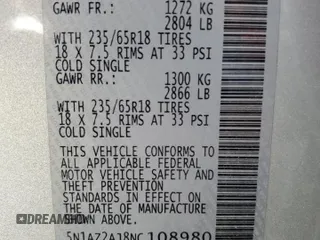 GAWR FR.: 1272 KG
2804 LB
WITH 235/65R18 TIRES
18 X 7.5 RIMS AT 33 PSI
COLD SINGLE
GAWR RR.: 1300 KG
2866 LB
WITH 235/65R18 TIRES
18 X 7.5 RIMS AT 33 PSI
COLD SINGLE
THIS VEHICLE CONFORMS TO
ALL APPLICABLE FEDERAL
MOTOR VEHICLE SAFETY AND
THEFT PREVENTION
STANDARDS IN EFFECT ON
THE DATE OF MANUFACTURE
SHOWN ABOVE.
5N1AZ2AJ8NC108980